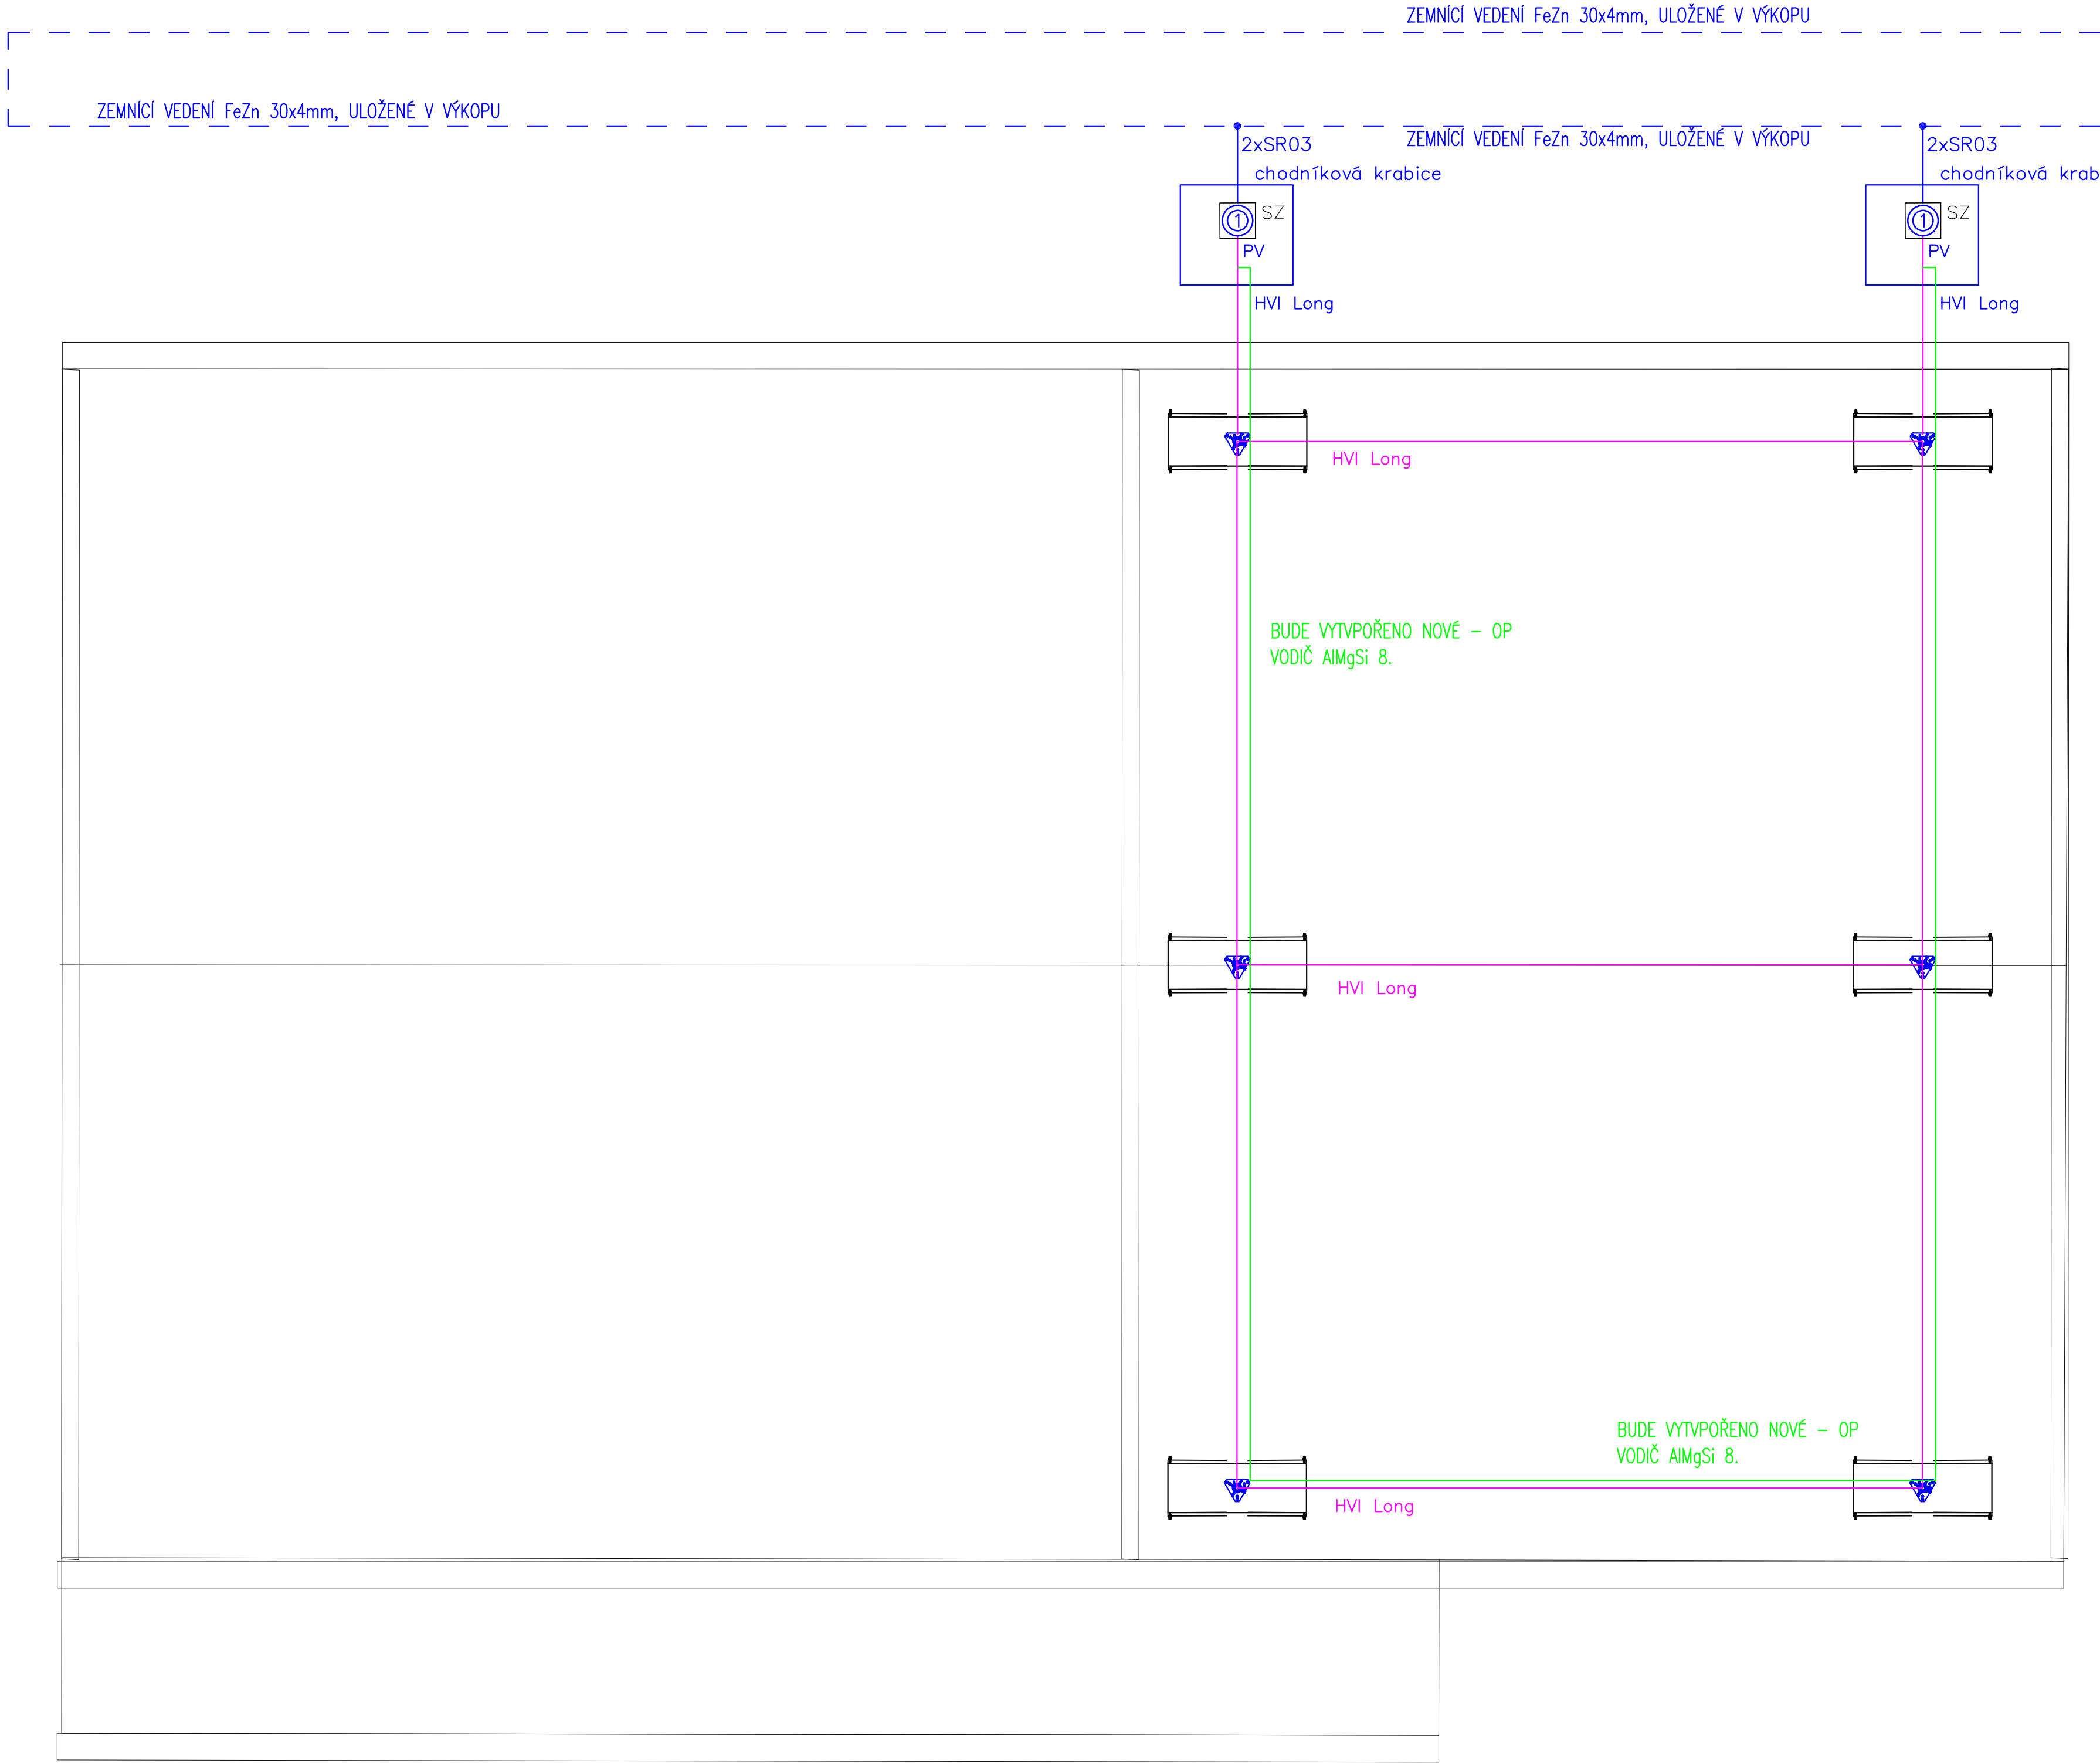 ZEMNÍCÍ VEDENÍ FeZn 30x4mm, ULOŽENÉ V VÝKOPU
ZEMNÍCÍ VEDENÍ FeZn 30x4mm, ULOŽENÉ V VÝKOPU
ZEMNÍCÍ VEDENÍ FeZn 30x4mm, ULOŽENÉ V VÝKOPU
2xSR03
2xSR03
chodníková krabice
chodníková krab
1
SZ
1
SZ
PV
PV
HVI Long
HVI Long
HVI Long
BUDE VYTVPOŘENO NOVÉ - OP
VODIČ AlMgSi 8.
HVI Long
BUDE VYTVPOŘENO NOVÉ - OP
VODIČ AlMgSi 8.
HVI Long